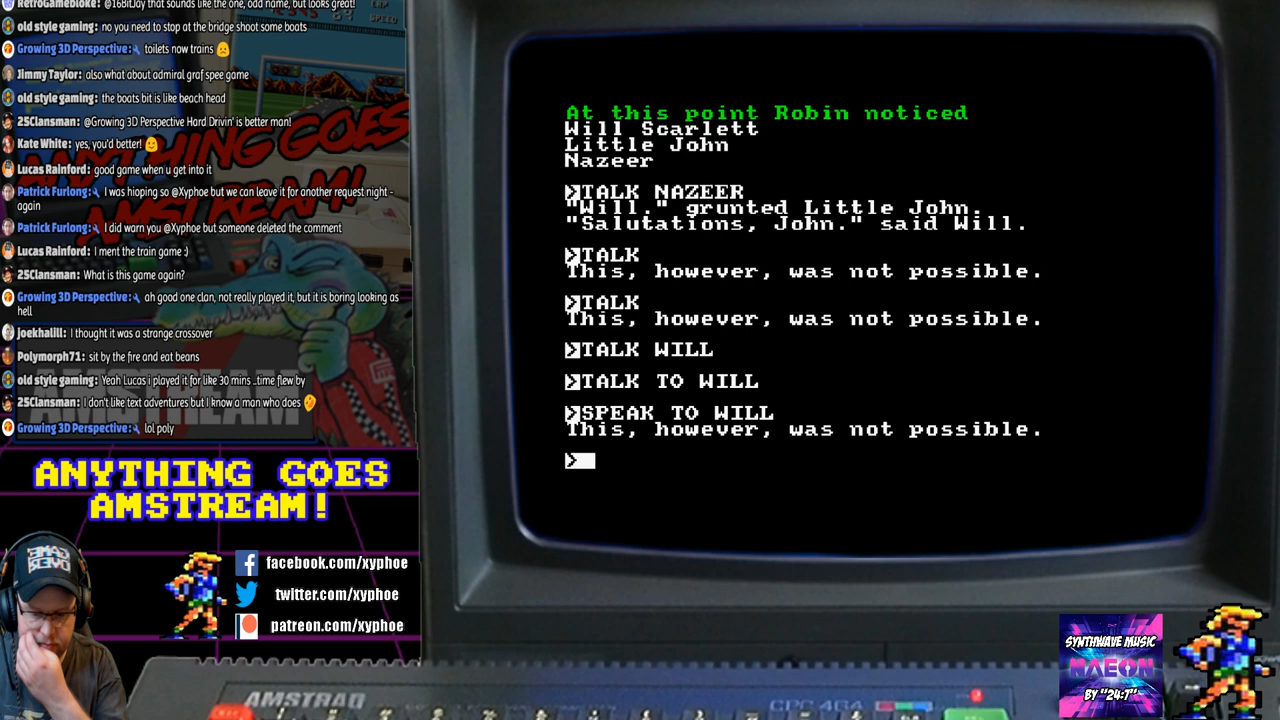 RetroGamebloke: @16BitJay that sounds like the one, odd name, but looks great!
old style gaming: no you need to stop at the bridge shoot some boats
Growing 3D Perspective: toilets now trains
Jimmy Taylor: also what about admiral graf spee game
old style gaming: the boats bit is like beach head
2SClansman: @Growing 3D Perspective Hard Drivin' is better man!
Kate White: yes, you'd better!
Lucas Rainford: good game when u get into it
Patrick Furlong: I was hioping so @Xyphoe but we can leave it for another request night -
again
Patrick Furlong: I did warn you @Xyphoe but someone deleted the comment
Lucas Rainford: I ment the train game :)
2SClansman: What is this game again?
Growing 3D Perspective: ah good one clan, not really played it, but it is boring looking as
hell
joekhalill: I thought it was a strange crossover
Polymorph71: sit by the fire and eat beans
old style gaming: Yeah Lucas i played it for like 30 mins ..time flew by
2SClansman: I don't like text adventures but I know a man who does
Growing 3D Perspective: lol poly
ANYTHING GOES
AMSTREAM!
GAME
OVER
facebook.com/xyphoe
twitter.com/xyphoe
patreon.com/xyphoe
At this point Robin noticed
Will Scarlett
Little John
Nazeer
>TALK NAZEER
"Will," grunted Little John.
"Salutations, John." said Will.
>TALK
This, however, was not possible.
>TALK
This, however, was not possible.
>TALK WILL
>TALK TO WILL
>SPEAK TO WILL
This, however, was not possible.
>
AMSTRAD
CPC 464
SYNTHWAVE MUSIC
NAEON
BY "24:7"